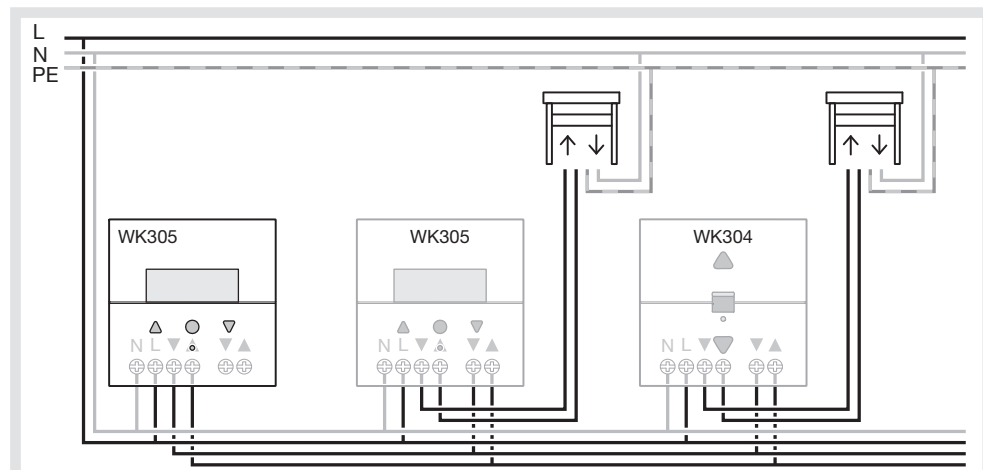 L
N
PE
WK305
WK305
WK304
N L ▼ ▲ ▼ ▲
N L ▼ ▲ ▼ ▲
N L ▼ ▼ ▲